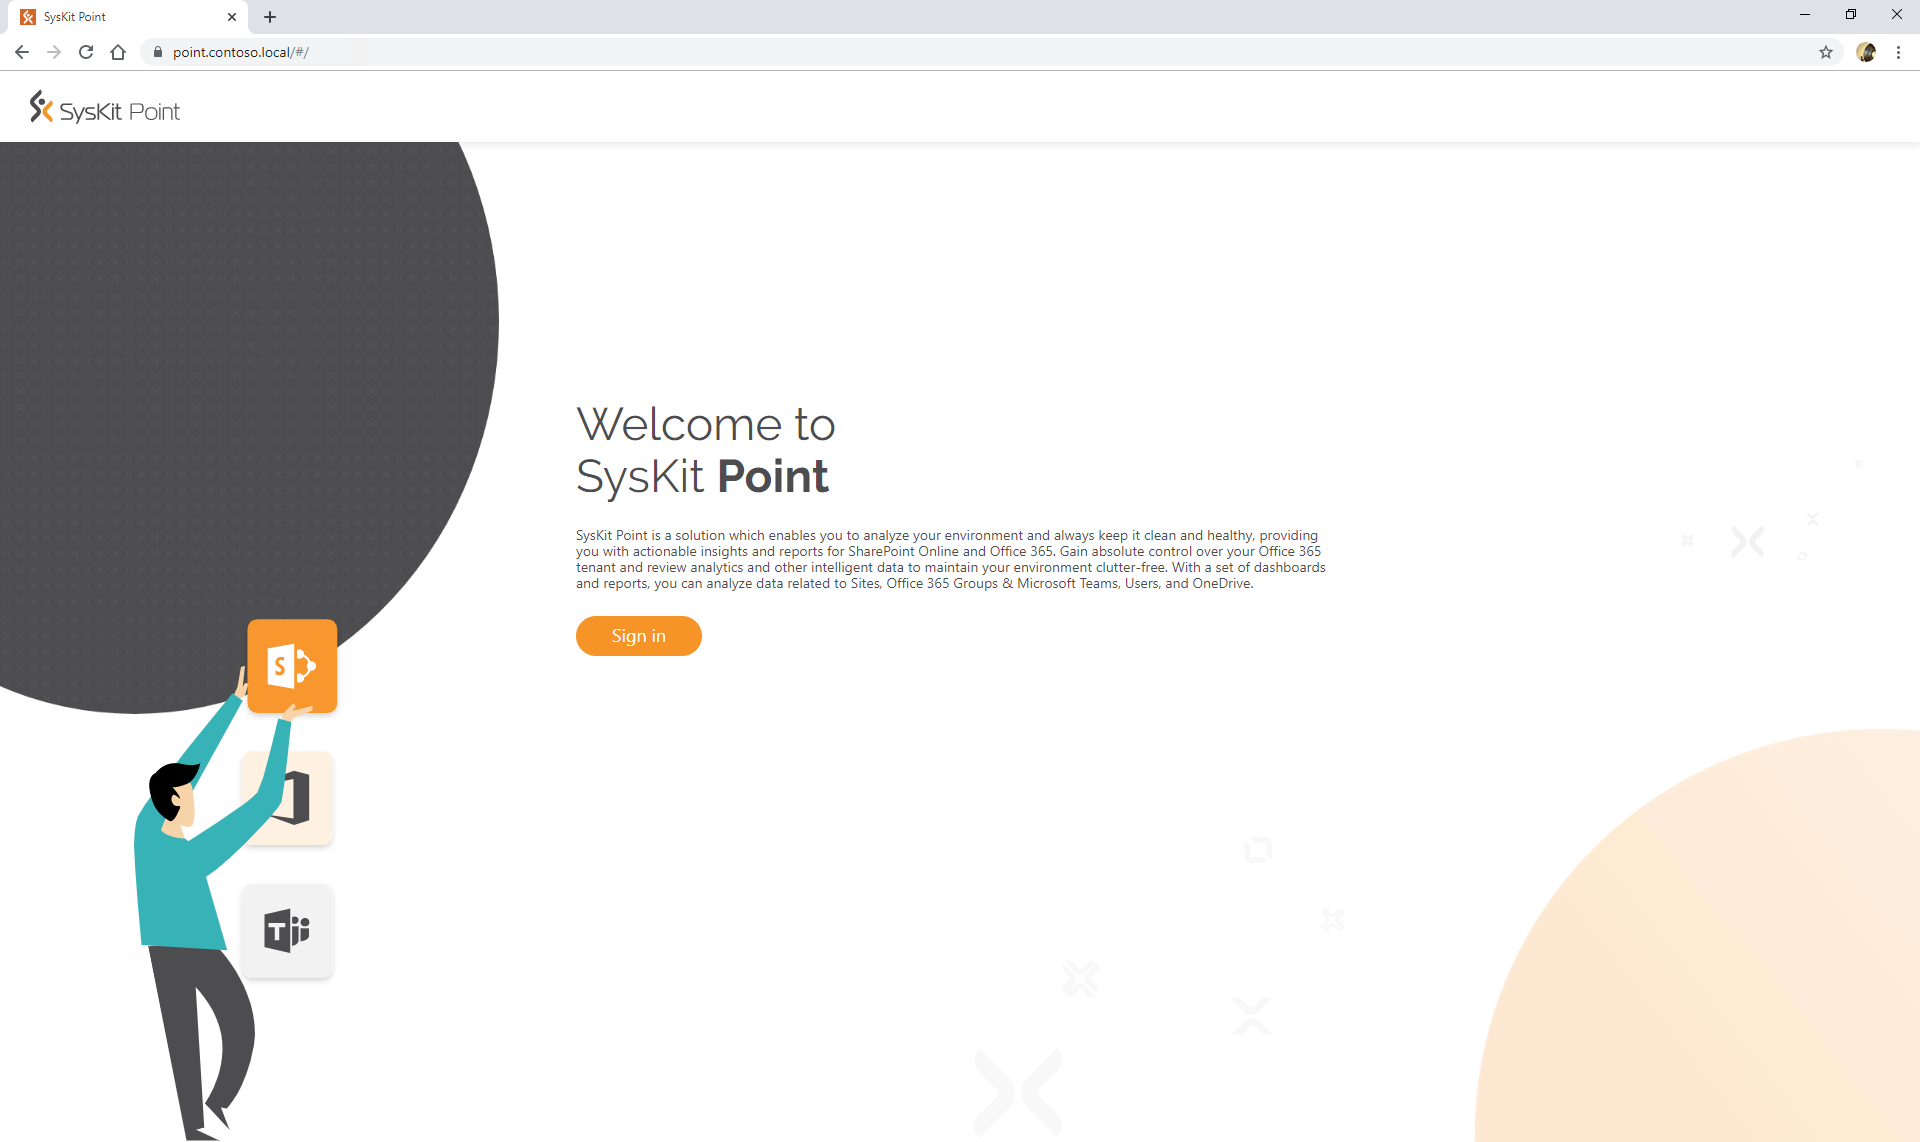 SysKit Point
point.contoso.local/#/
SysKit Point
Welcome to
SysKit Point
SysKit Point is a solution which enables you to analyze your environment and always keep it clean and healthy, providing
you with actionable insights and reports for SharePoint Online and Office 365. Gain absolute control over your Office 365
tenant and review analytics and other intelligent data to maintain your environment clutter-free. With a set of dashboards
and reports, you can analyze data related to Sites, Office 365 Groups & Microsoft Teams, Users, and OneDrive.
Sign in
S
T